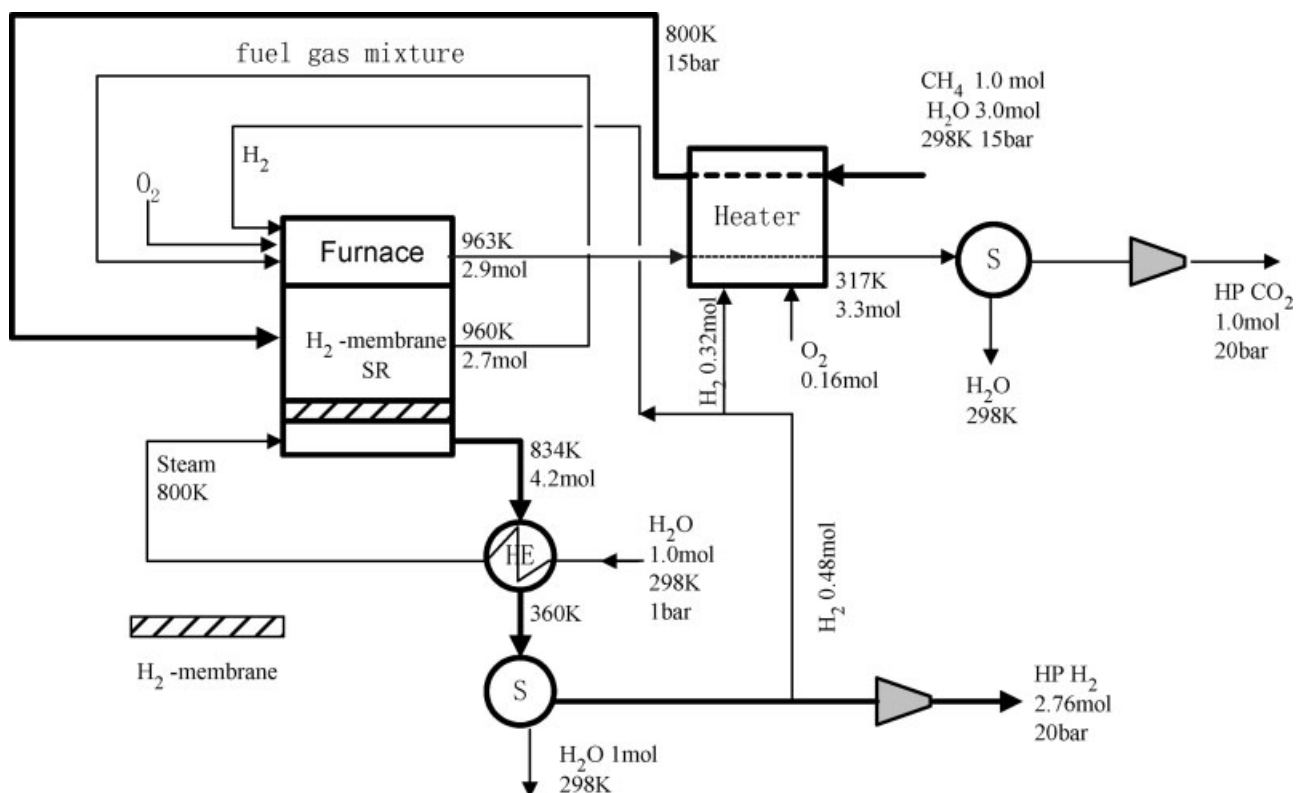 800K
15bar
fuel gas mixture
CH4 1.0 mol
H2O 3.0mol
298K 15bar
H2
O2
Heater
Furnace
963K
2.9mol
S
317K
3.3mol
HP CO2
1.0mol
20bar
H2 -membrane
SR
960K
2.7mol
H2 0.32mol
O2
0.16mol
H2O
298K
Steam
800K
834K
4.2mol
HE
H2O
1.0mol
298K
1bar
360K
H2 0.48mol
H2 -membrane
S
HP H2
2.76mol
20bar
H2O 1mol
298K